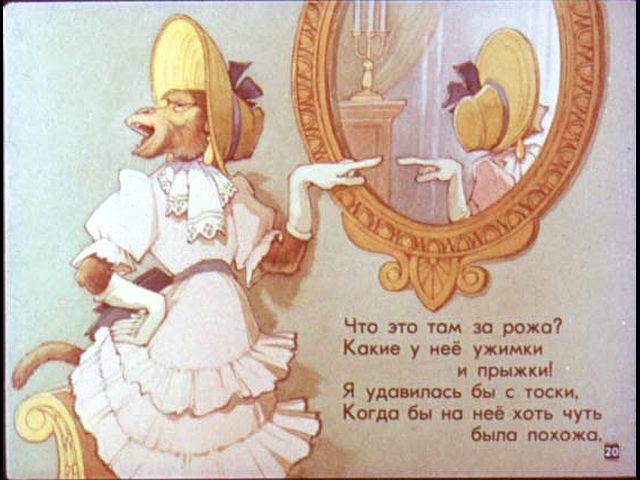 Что это там за рожа?
Какие у неё ужимки
и прыжки!
Я удавилась бы с тоски,
Когда бы на неё хоть чуть
была похожа.
20